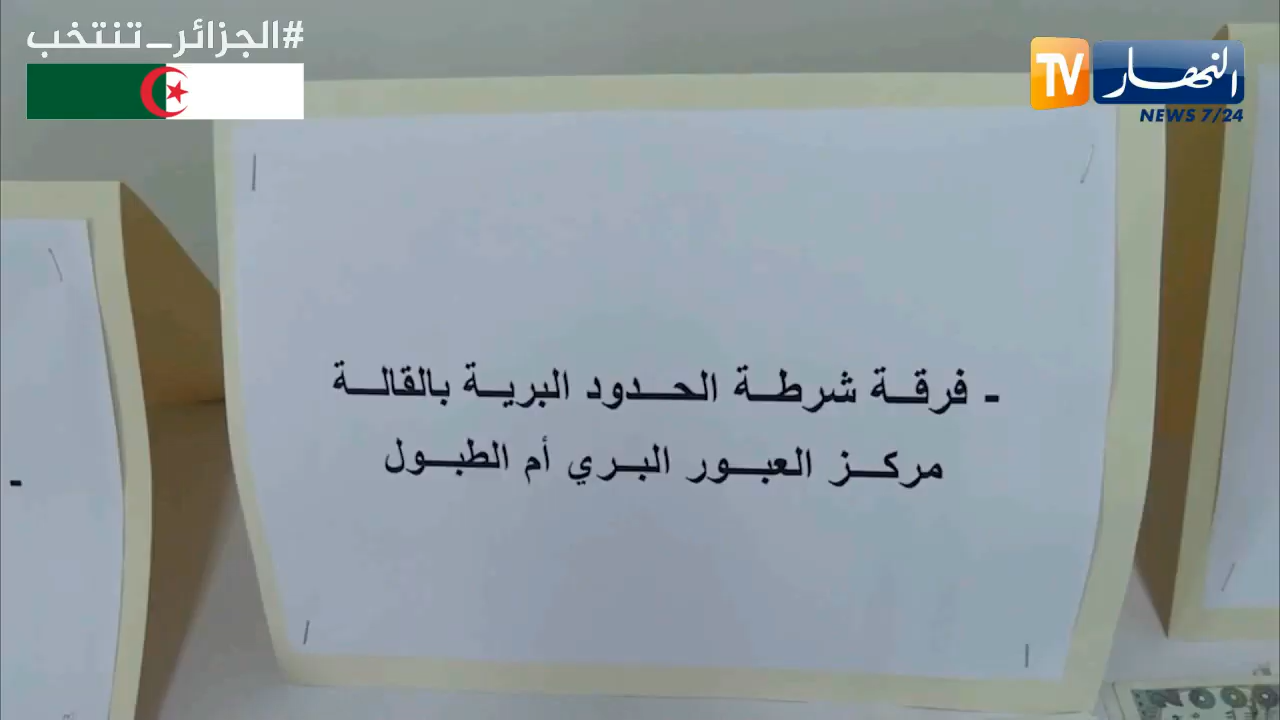 #الجزائر_تنتخب
النهار TV
NEWS 7/24
- فرقة شرطة الحدود البرية بالقالة
مركز العبور البري أم الطبول
-